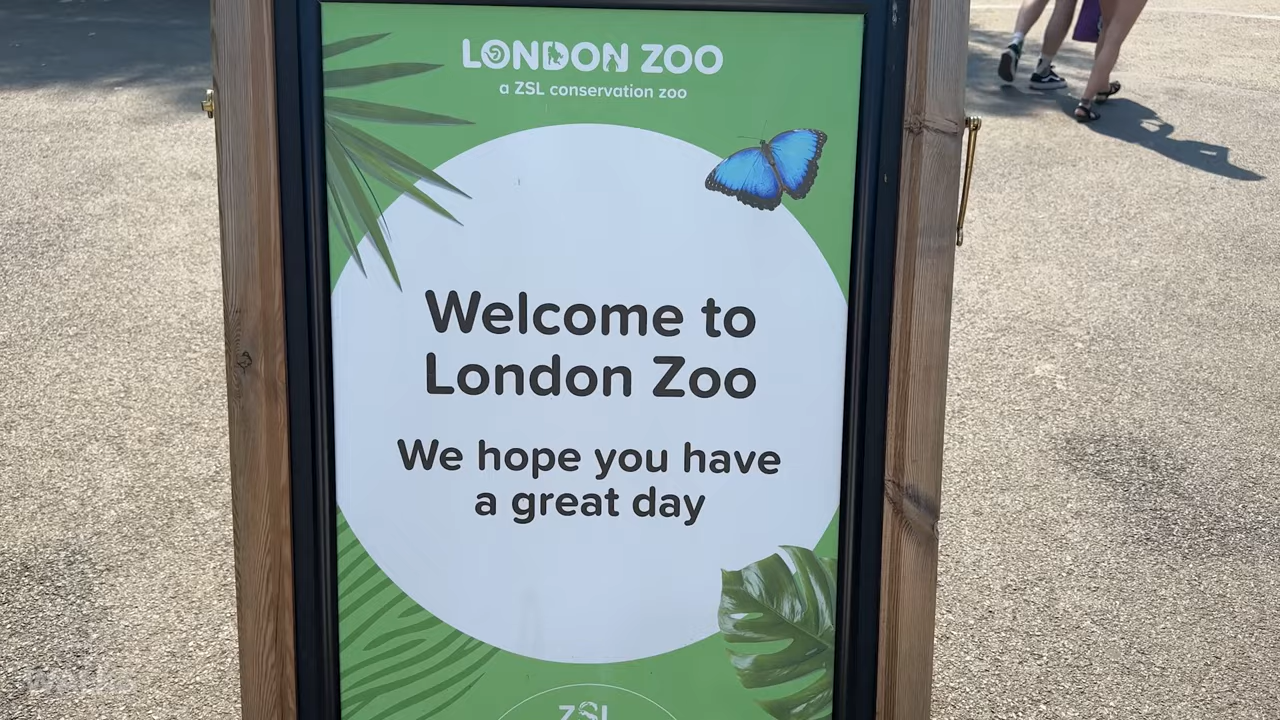 LONDON ZOO
a ZSL conservation zoo
Welcome to
London Zoo
We hope you have
a great day
ZSL